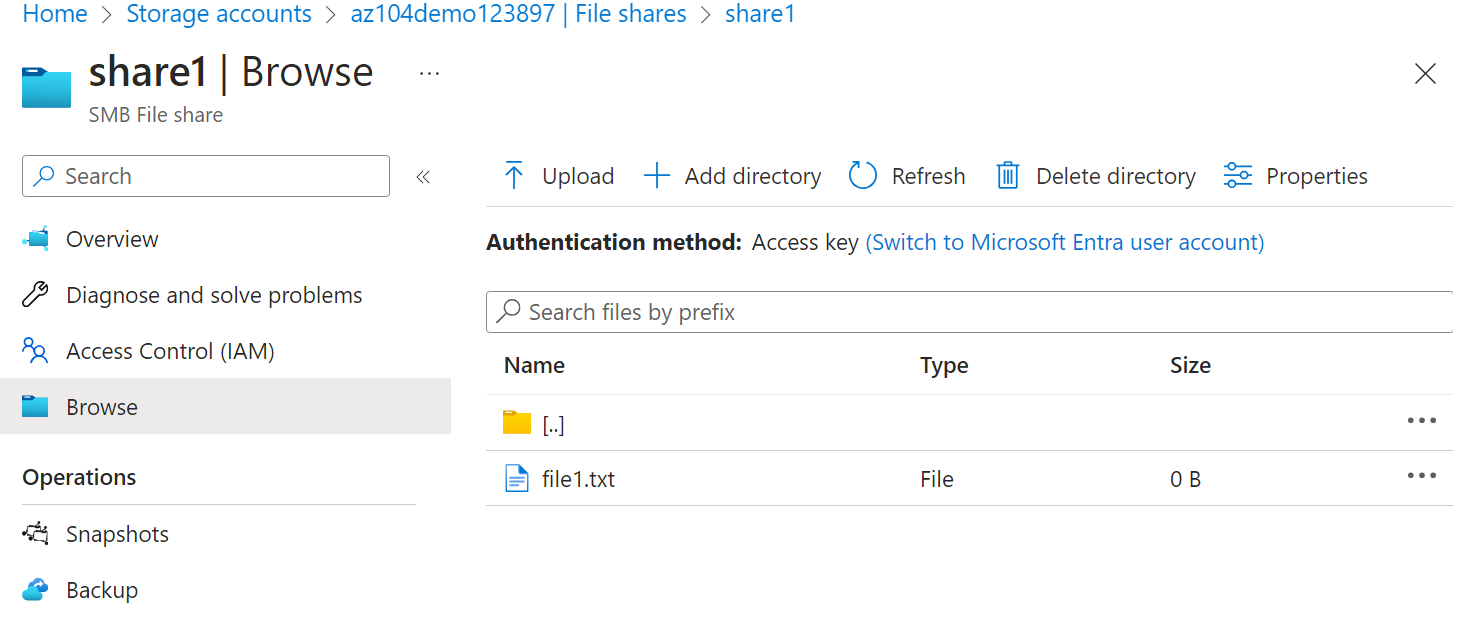 Home > Storage accounts > az104demo123897 | File shares > share1
share1 | Browse ...
SMB File share
Search
«
Upload
Add directory
Refresh
Delete directory
Properties
Overview
Diagnose and solve problems
Access Control (IAM)
Browse
Operations
Snapshots
Backup
Authentication method: Access key (Switch to Microsoft Entra user account)
Search files by prefix
Name Type Size
[..]
file1.txt File 0 B